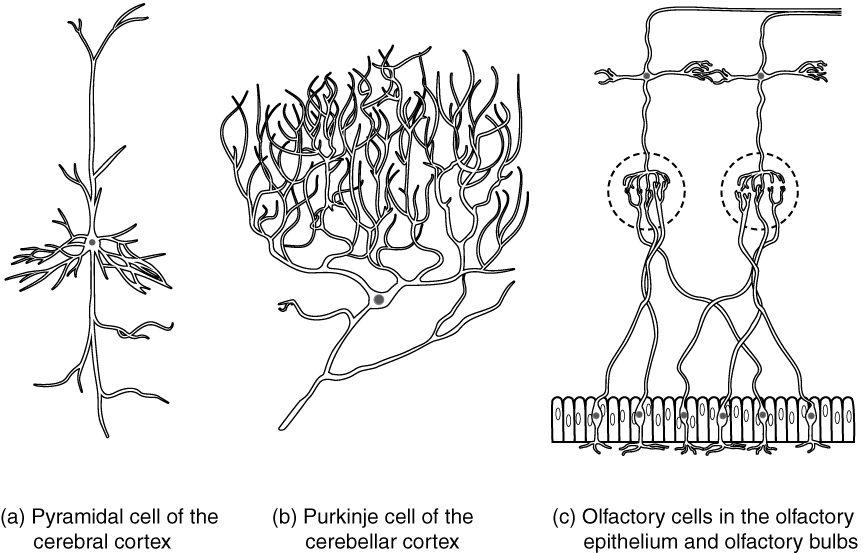 (a) Pyramidal cell of the
cerebral cortex
(b) Purkinje cell of the
cerebellar cortex
(c) Olfactory cells in the olfactory
epithelium and olfactory bulbs